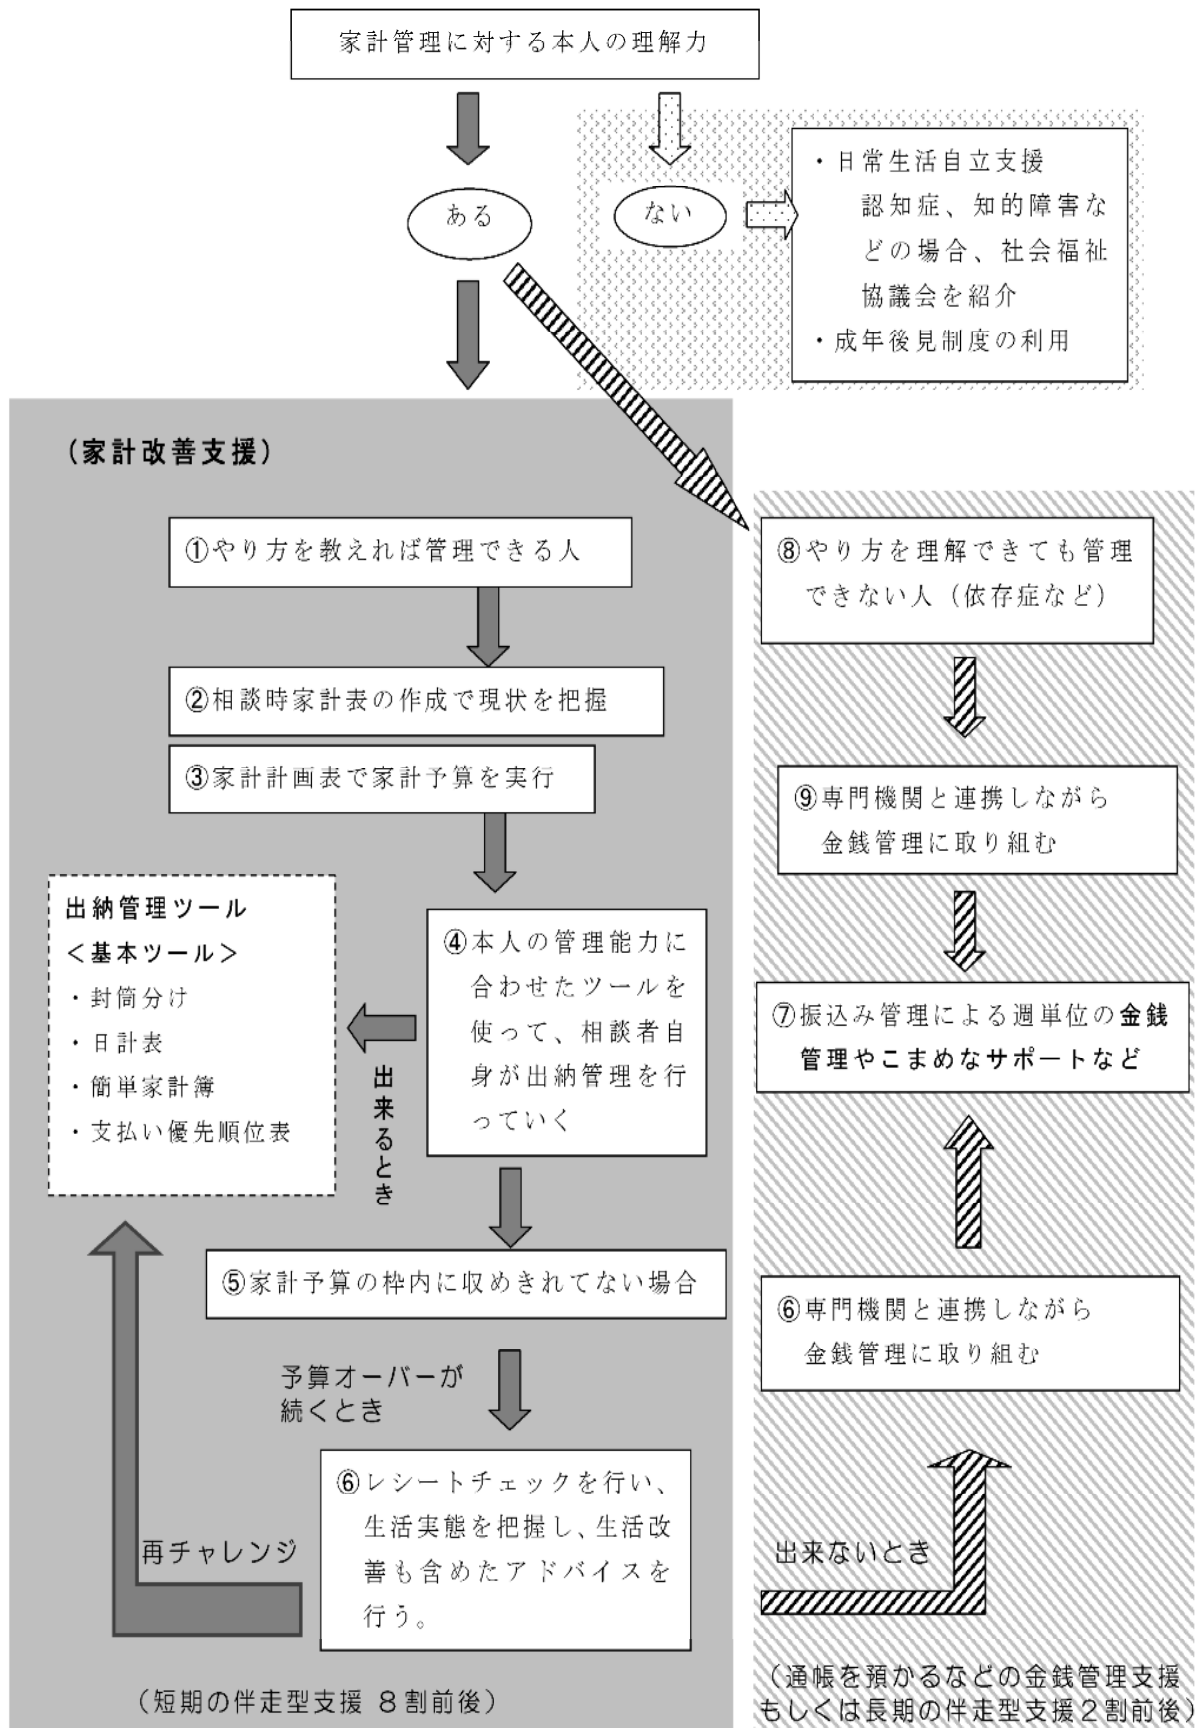 家計管理に対する本人の理解力
ある
ない
・日常生活自立支援
認知症、知的障害な
どの場合、社会福祉
協議会を紹介
・成年後見制度の利用
（家計改善支援）
①やり方を教えれば管理できる人
②相談時家計表の作成で現状を把握
③家計計画表で家計予算を実行
出納管理ツール
＜基本ツール＞
・封筒分け
・日計表
・簡単家計簿
・支払い優先順位表
④本人の管理能力に
合わせたツールを
使って、相談者自
身が出納管理を行
っていく
出来るとき
⑤家計予算の枠内に収めきれてない場合
予算オーバーが
続くとき
⑥レシートチェックを行い、
生活実態を把握し、生活改
善も含めたアドバイスを
行う。
再チャレンジ
（短期の伴走型支援 ８割前後）
⑧やり方を理解できても管理
できない人（依存症など）
⑨専門機関と連携しながら
金銭管理に取り組む
⑦振込み管理による週単位の金銭
管理やこまめなサポートなど
⑥専門機関と連携しながら
金銭管理に取り組む
出来ないとき
（通帳を預かるなどの金銭管理支援
もしくは長期の伴走型支援２割前後）